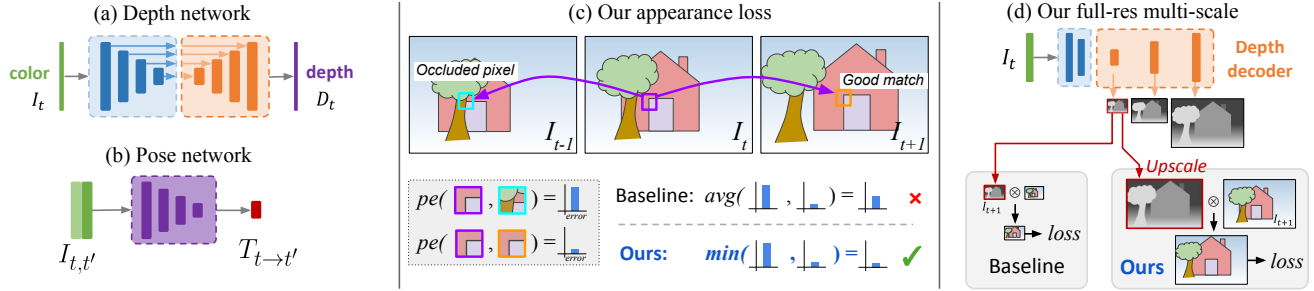 (a) Depth network
color
I_t
depth
D_t
(b) Pose network
I_{t,t'}
T_{t→t'}
(c) Our appearance loss
Occluded pixel
Good match
I_{t-1}
I_t
I_{t+1}
pe( , ) = error
pe( , ) = error
Baseline: avg( , ) = ×
Ours: min( , ) = ✓
(d) Our full-res multi-scale
I_t
Depth
decoder
Upscale
I_{t+1}
⊗
loss
Baseline
I_{t+1}
⊗
loss
Ours